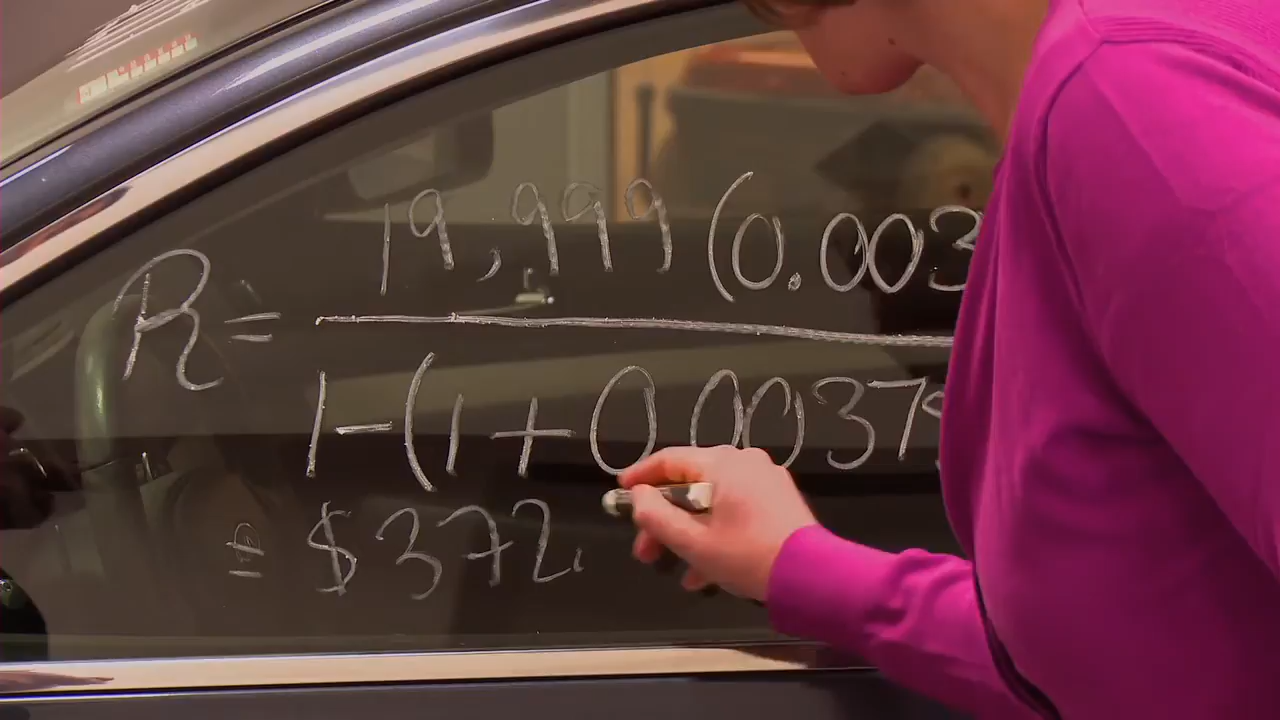 R = 19,999 (0.003
1-(1+0.0037
= $372.